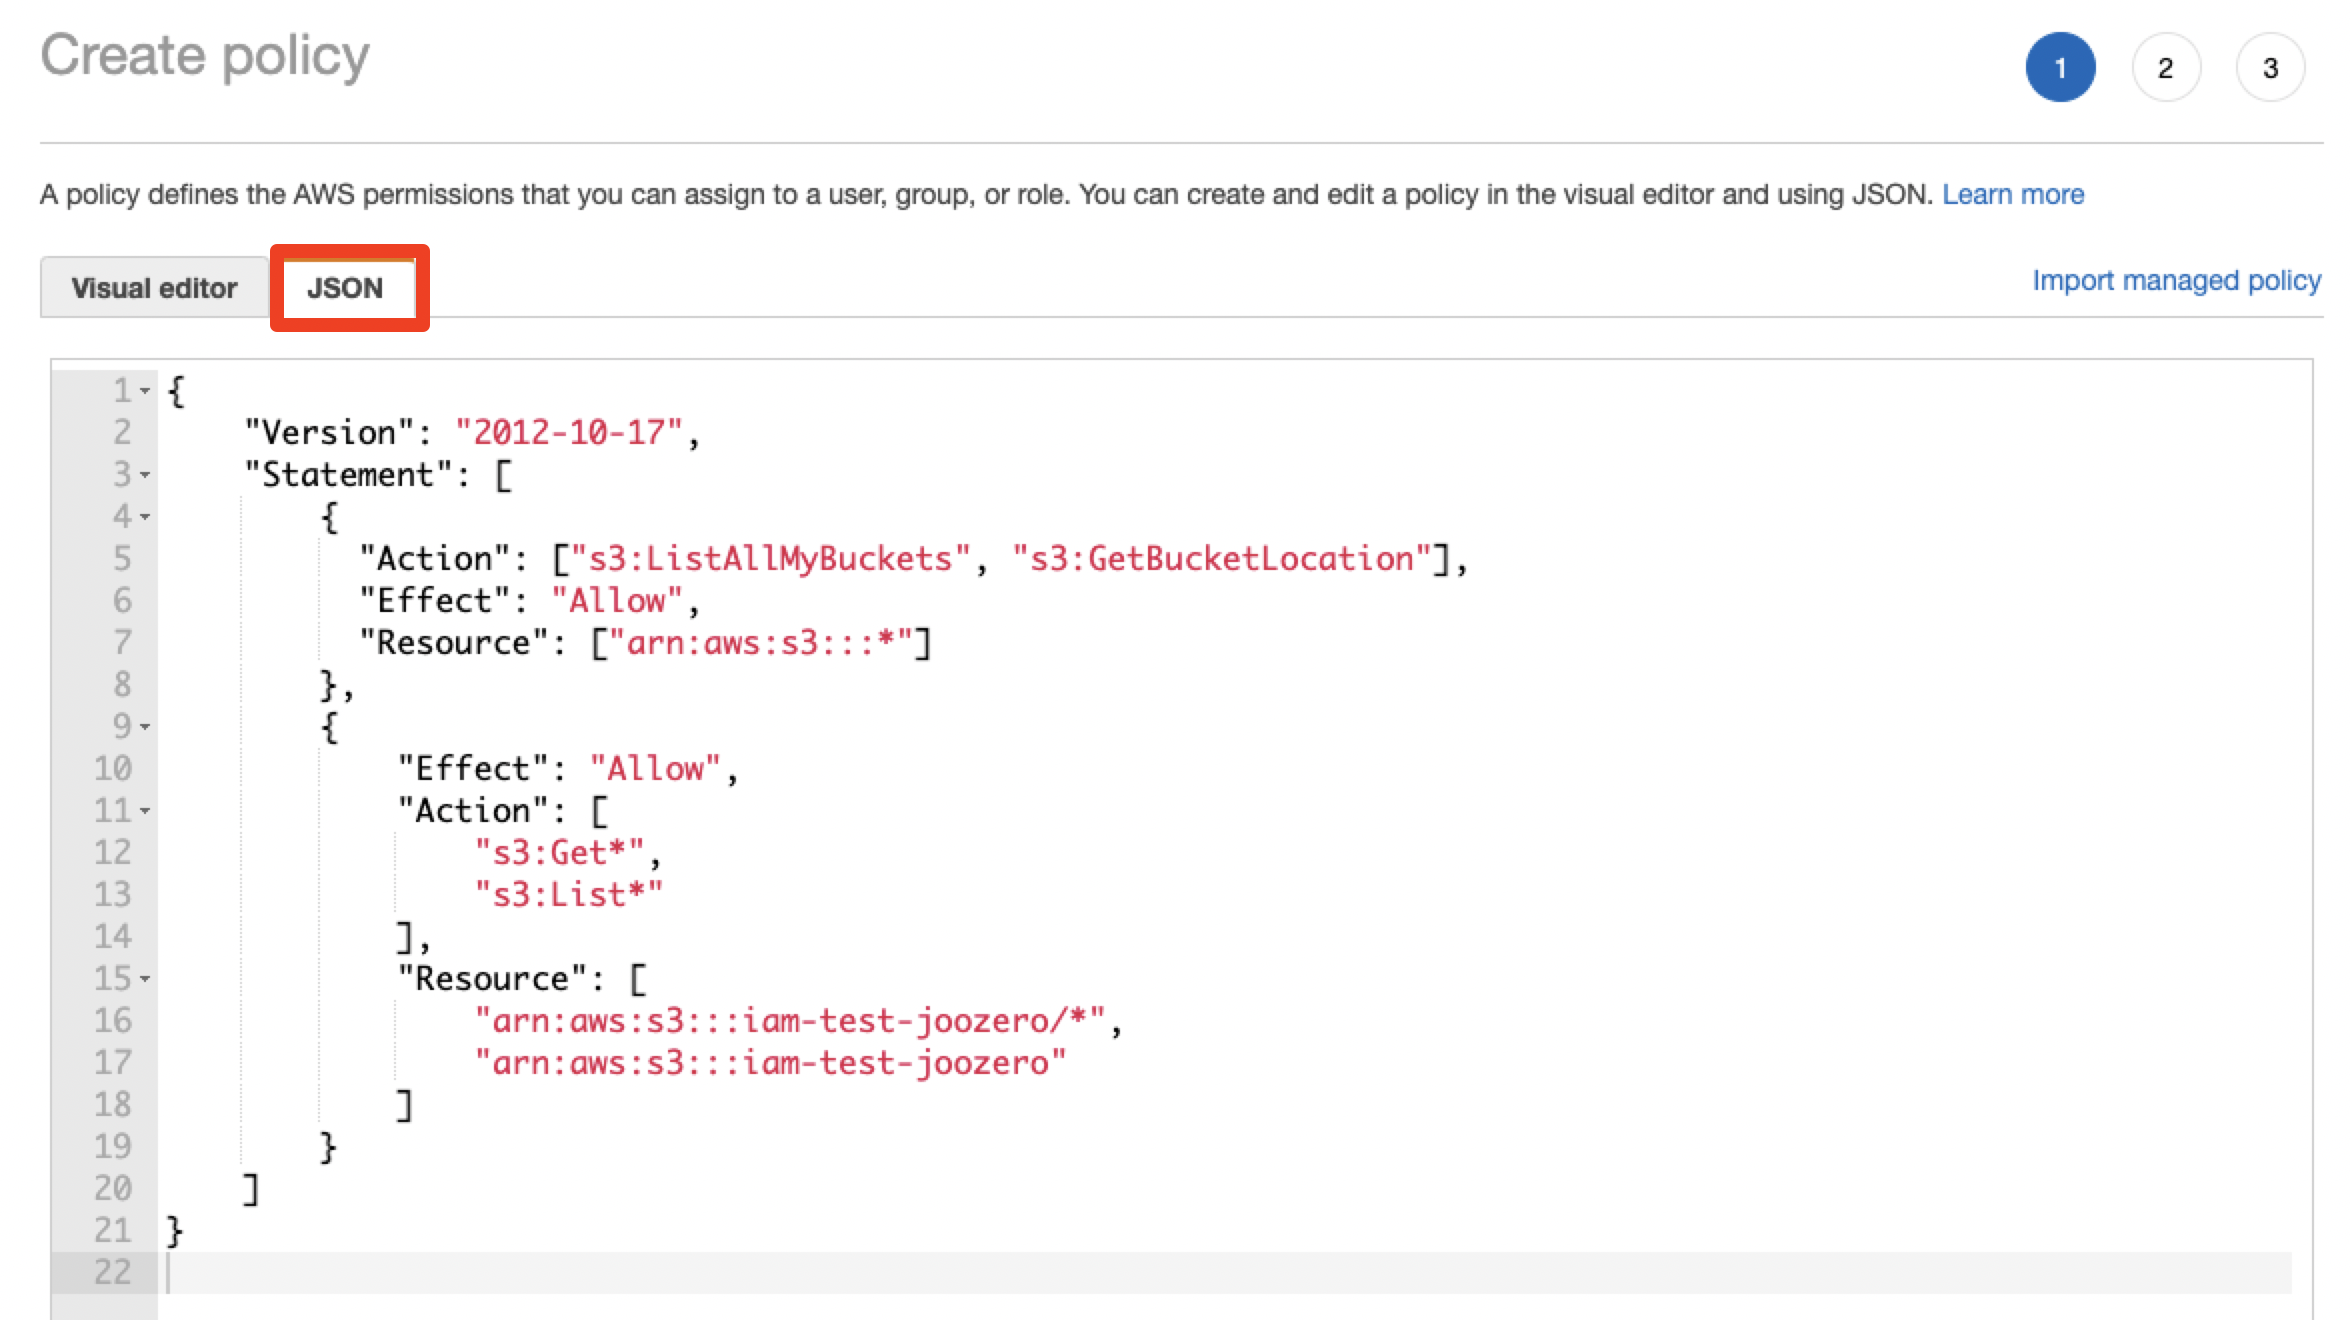 Create policy
1 2 3
A policy defines the AWS permissions that you can assign to a user, group, or role. You can create and edit a policy in the visual editor and using JSON. Learn more
Visual editor JSON Import managed policy
1 {
2     "Version": "2012-10-17",
3     "Statement": [
4         {
5           "Action": ["s3:ListAllMyBuckets", "s3:GetBucketLocation"],
6           "Effect": "Allow",
7           "Resource": ["arn:aws:s3:::*"]
8         },
9         {
10             "Effect": "Allow",
11             "Action": [
12                 "s3:Get*",
13                 "s3:List*"
14             ],
15             "Resource": [
16                 "arn:aws:s3:::iam-test-joozero/*",
17                 "arn:aws:s3:::iam-test-joozero"
18             ]
19         }
20     ]
21 }
22